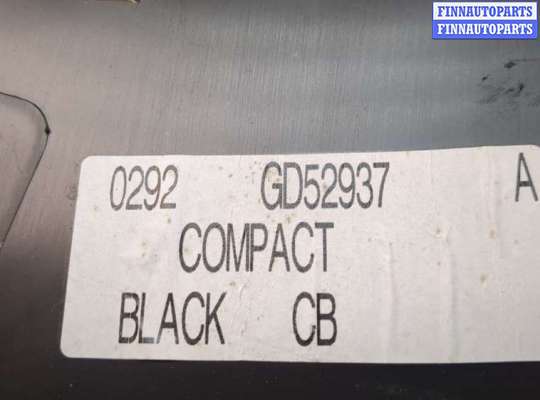 FINNAUTOPARTS
FINNAUTOPARTS
0292 GD52937 A
COMPACT
BLACK CB